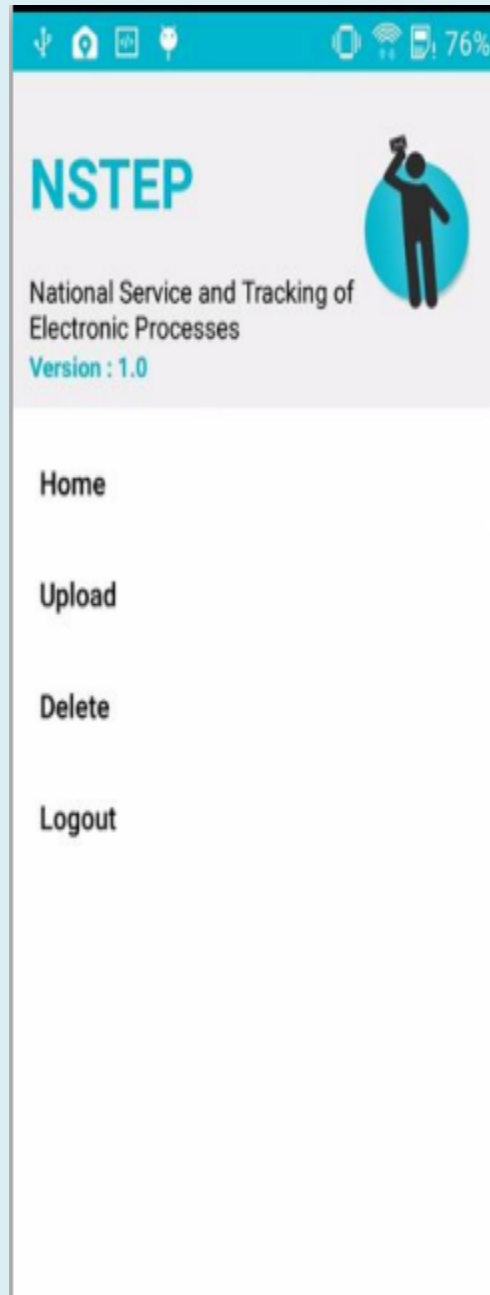 76%
NSTEP
National Service and Tracking of
Electronic Processes
Version : 1.0
Home
Upload
Delete
Logout